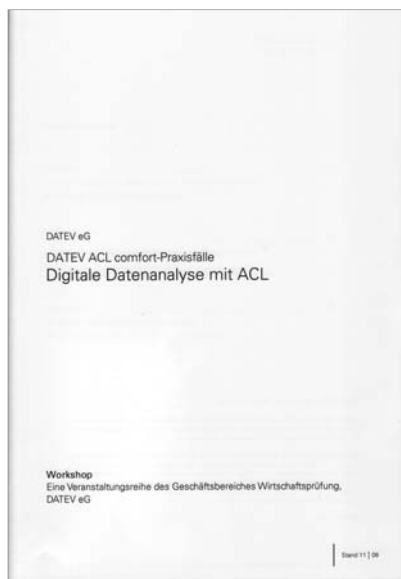 DATEV eG
DATEV ACL comfort-Praxisfälle
Digitale Datenanalyse mit ACL
Workshop
Eine Veranstaltungsreihe des Geschäftsbereiches Wirtschaftsprüfung,
DATEV eG
Stand 11 | 06